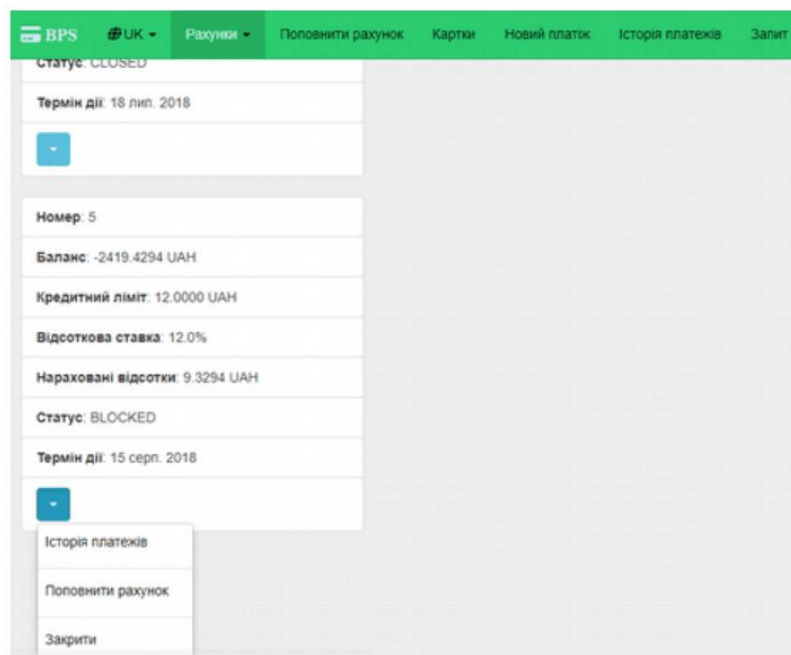 BPS UK Рахунки Поповнити рахунок Картки Новий платіж Історія платежів Запит
Статус: CLOSED
Термін дії: 18 лип. 2018
Номер: 5
Баланс: -2419.4294 UAH
Кредитний ліміт: 12.0000 UAH
Відсоткова ставка: 12.0%
Нараховані відсотки: 9.3294 UAH
Статус: BLOCKED
Термін дії: 15 серп. 2018
Історія платежів
Поповнити рахунок
Закрити